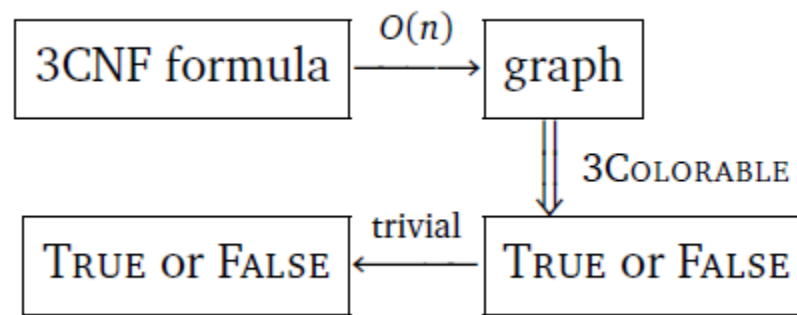 O(n)
3CNF formula
graph
3COLORABLE
trivial
TRUE or FALSE
TRUE or FALSE